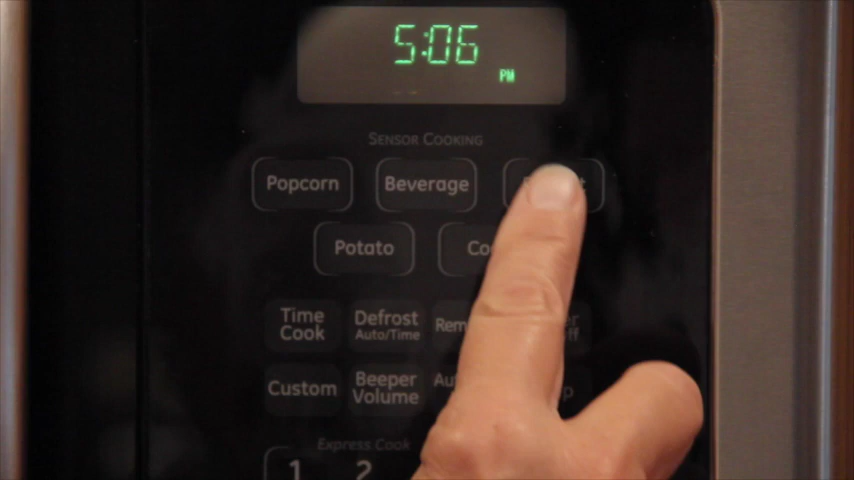 5:06
PM
SENSOR COOKING
Popcorn
Beverage
Potato
Time
Cook
Defrost
Auto/Time
Custom
Beeper
Volume
Express Cook
1 2